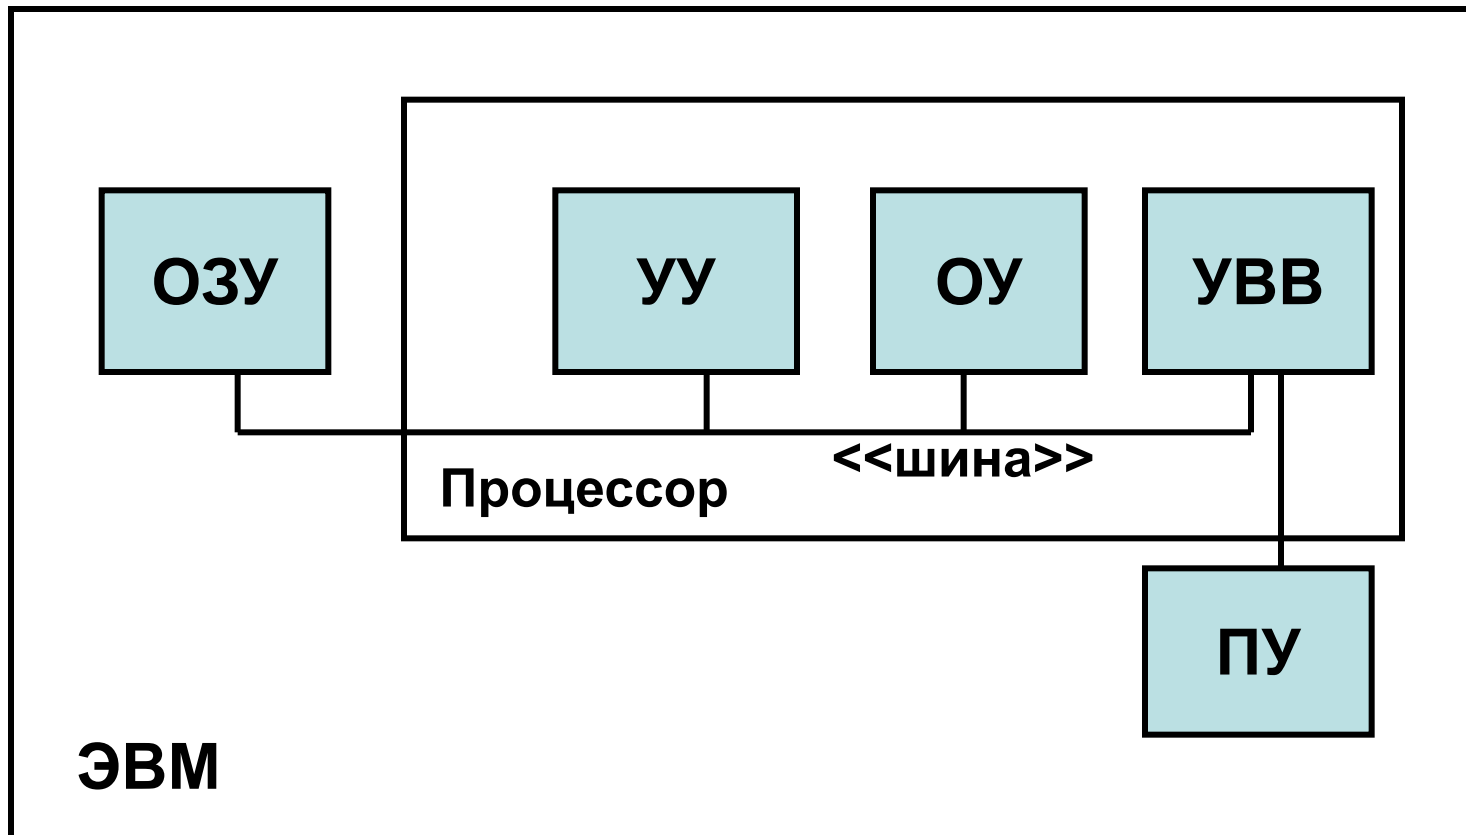 ОЗУ
УУ
ОУ
УВВ
<<шина>>
Процессор
ПУ
ЭВМ